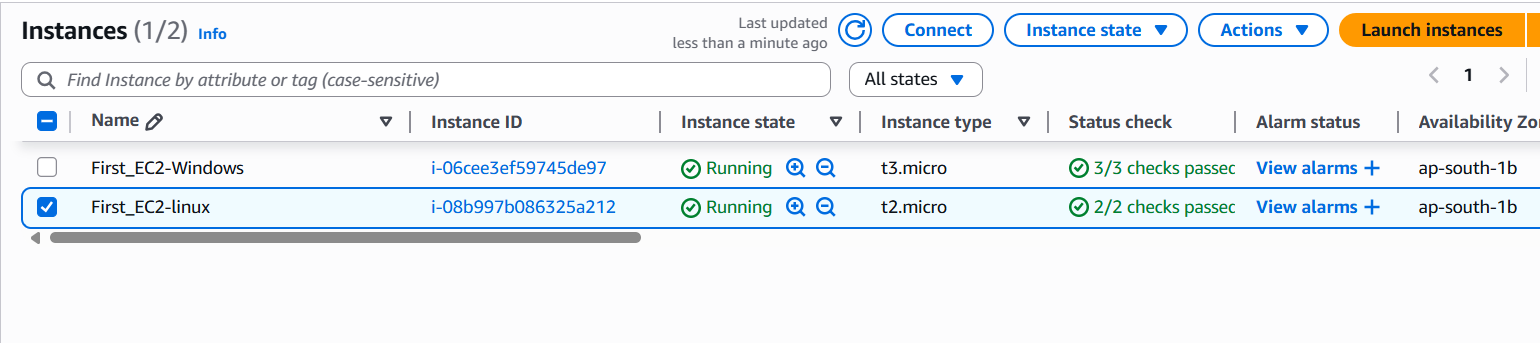 Instances (1/2) Info
Last updated
less than a minute ago
Connect Instance state Actions Launch instances
Find Instance by attribute or tag (case-sensitive) All states 1
Name Instance ID Instance state Instance type Status check Alarm status Availability Zo
First_EC2-Windows i-06cee3ef59745de97 Running t3.micro 3/3 checks passec View alarms + ap-south-1b
First_EC2-linux i-08b997b086325a212 Running t2.micro 2/2 checks passec View alarms + ap-south-1b